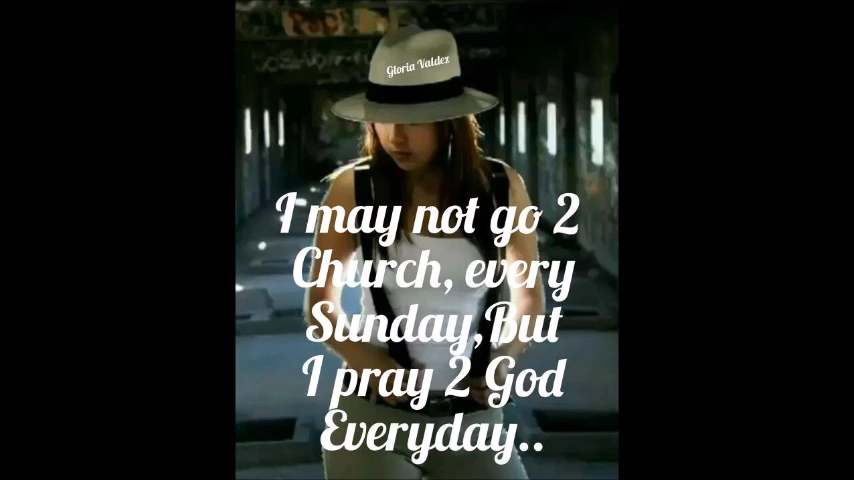 Gloria Valdez
I may not go 2
Church, every
Sunday,But
I pray 2 God
Everyday..